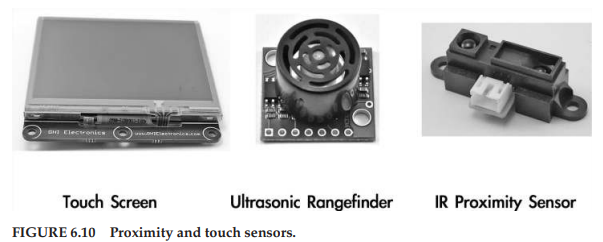 GHI Electronics
www.GHIElectronics.com
Touch Screen
Ultrasonic Rangefinder
IR Proximity Sensor
FIGURE 6.10 Proximity and touch sensors.